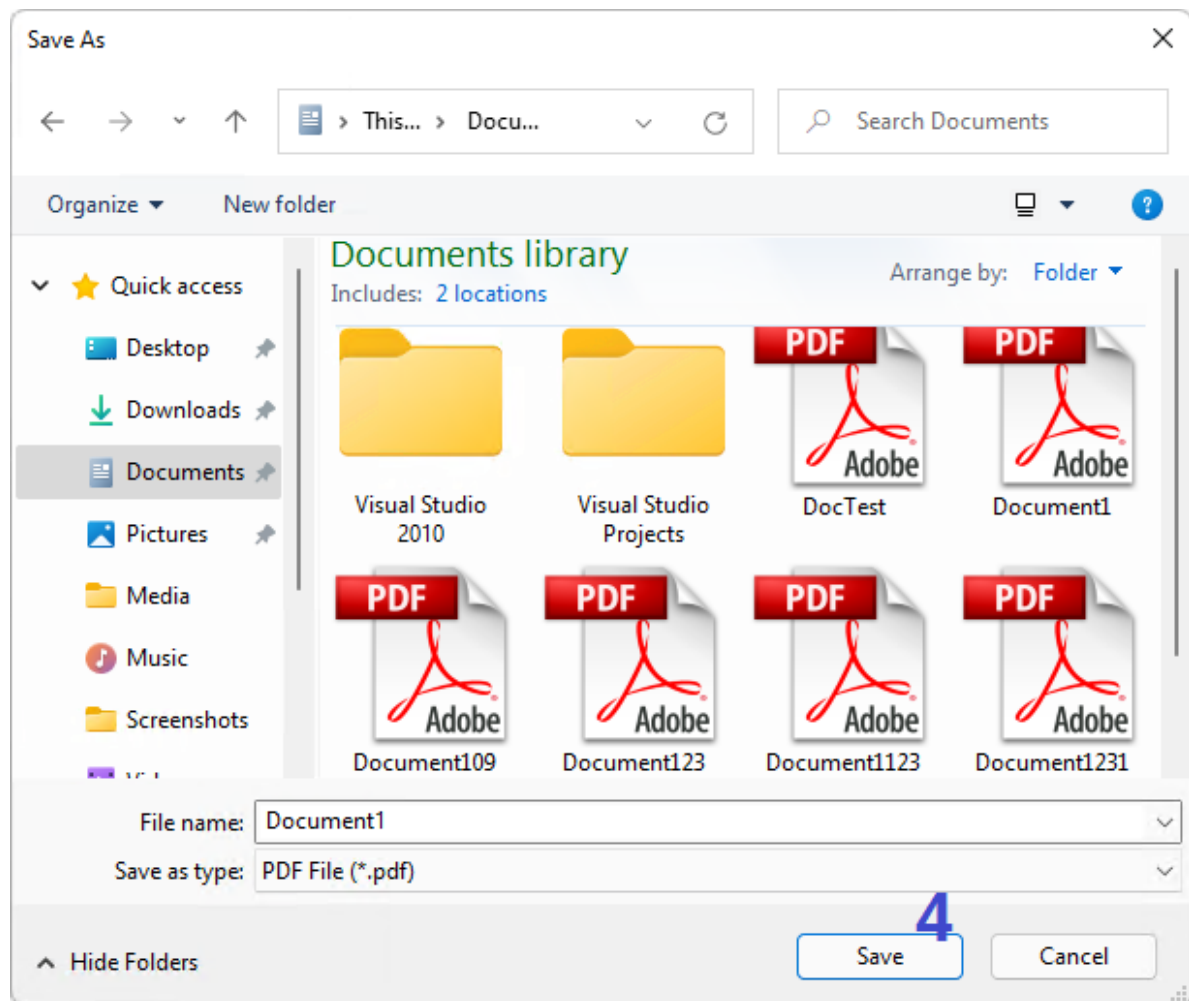 Save As
This... > Docu...
Search Documents
Organize
New folder
Documents library
Includes: 2 locations
Arrange by: Folder
Quick access
Desktop
Downloads
Documents
Pictures
Media
Music
Screenshots
PDF
Adobe
PDF
Adobe
Visual Studio
2010
Visual Studio
Projects
DocTest
Document1
PDF
Adobe
PDF
Adobe
PDF
Adobe
PDF
Adobe
Document109
Document123
Document1123
Document1231
File name: Document1
Save as type: PDF File (*.pdf)
4
Hide Folders
Save
Cancel